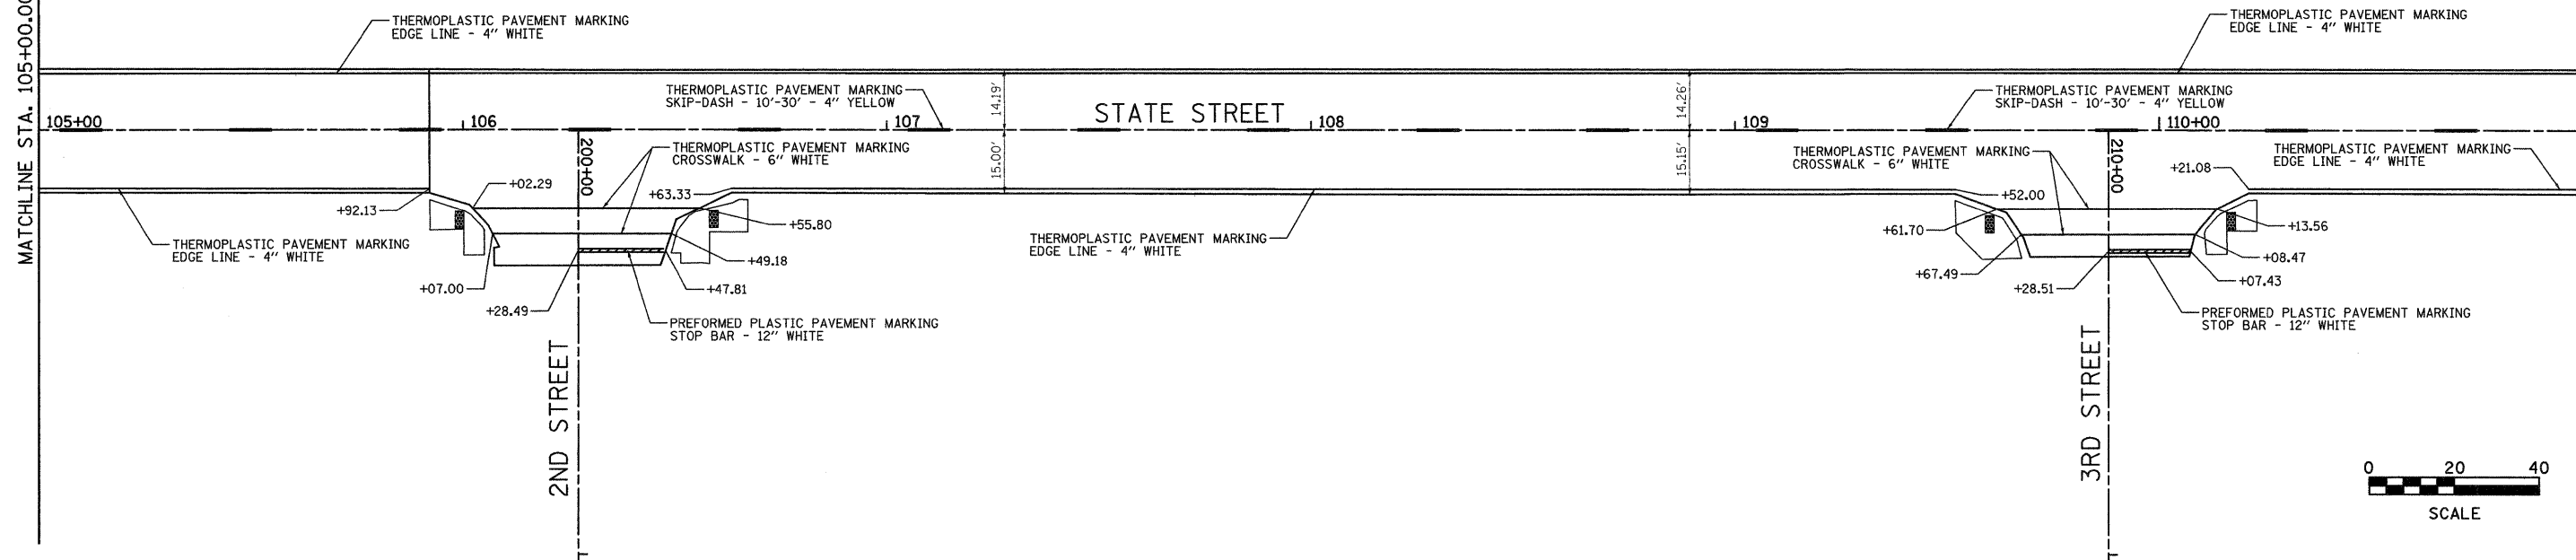 MATCHLINE STA. 105+00.00
THERMOPLASTIC PAVEMENT MARKING
EDGE LINE - 4" WHITE
THERMOPLASTIC PAVEMENT MARKING
EDGE LINE - 4" WHITE
THERMOPLASTIC PAVEMENT MARKING
SKIP-DASH - 10'-30' - 4" YELLOW
14.19'
STATE STREET
14.26'
THERMOPLASTIC PAVEMENT MARKING
SKIP-DASH - 10'-30' - 4" YELLOW
105+00
106
107
108
109
110+00
200+00
THERMOPLASTIC PAVEMENT MARKING
CROSSWALK - 6" WHITE
15.00'
15.15'
THERMOPLASTIC PAVEMENT MARKING
CROSSWALK - 6" WHITE
210+00
THERMOPLASTIC PAVEMENT MARKING
EDGE LINE - 4" WHITE
+21.08
+02.29
+63.33
+52.00
+92.13
+55.80
+61.70
+13.56
THERMOPLASTIC PAVEMENT MARKING
EDGE LINE - 4" WHITE
THERMOPLASTIC PAVEMENT MARKING
EDGE LINE - 4" WHITE
+49.18
+08.47
+67.49
+07.00
+47.81
+28.51
+07.43
+28.49
PREFORMED PLASTIC PAVEMENT MARKING
STOP BAR - 12" WHITE
PREFORMED PLASTIC PAVEMENT MARKING
STOP BAR - 12" WHITE
2ND STREET
3RD STREET
0 20 40
SCALE